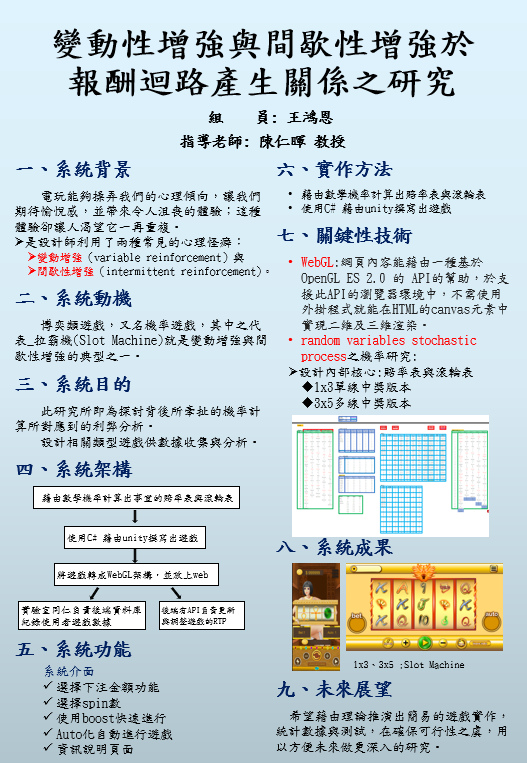 變動性增強與間歇性增強於
報酬迴路產生關係之研究
組 員: 王鴻恩
指導老師: 陳仁暉 教授
一、系統背景
電玩能夠操弄我們的心理傾向，讓我們
期待愉悅感，並帶來令人沮喪的體驗；這種
體驗卻讓人渴望它一再重複。
➢是設計師利用了兩種常見的心理怪癖：
➢變動增強 (variable reinforcement) 與
➢間歇性增強 (intermittent reinforcement)。
二、系統動機
博奕類遊戲，又名機率遊戲，其中之代
表_拉霸機(Slot Machine)就是變動增強與間
歇性增強的典型之一。
三、系統目的
此研究所即為探討背後所牽扯的機率計
算所對應到的利弊分析。
設計相關類型遊戲供數據收集與分析。
四、系統架構
藉由數學機率計算出事宜的賠率表與滾輪表
使用C# 藉由unity撰寫出遊戲
將遊戲轉成WebGL架構，並放上web
實驗室同仁負責後端資料庫
紀錄使用者遊戲數據
後端有API負責更新
與調整遊戲的RTP
五、系統功能
系統介面
✓ 選擇下注金額功能
✓ 選擇spin數
✓ 使用boost快速進行
✓ Auto化自動進行遊戲
✓ 資訊說明頁面
六、實作方法
• 藉由數學機率計算出賠率表與滾輪表
• 使用C# 藉由unity撰寫出遊戲
七、關鍵性技術
• WebGL:網頁內容能藉由一種基於
OpenGL ES 2.0 的 API的幫助，於支
援此API的瀏覽器環境中，不需使用
外掛程式就能在HTML的canvas元素中
實現二維及三維渲染。
• random variables stochastic
process之機率研究:
➢設計內部核心:賠率表與滾輪表
◆1x3單線中獎版本
◆3x5多線中獎版本
八、系統成果
bet
auto
1x3、3x5 ;Slot Machine
九、未來展望
希望藉由理論推演出簡易的遊戲實作，
統計數據與測試，在確保可行性之虞，用
以方便未來做更深入的研究。